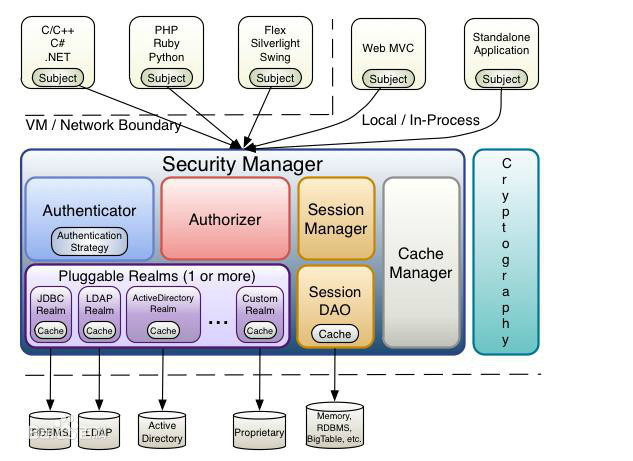 C/C++
C#
.NET
Subject
PHP
Ruby
Python
Subject
Flex
Silverlight
Swing
Subject
Web MVC
Subject
Standalone
Application
Subject
VM / Network Boundary
Local / In-Process
Security Manager
Authenticator
Authentication
Strategy
Authorizer
Session
Manager
Cache
Manager
Cryptography
Pluggable Realms (1 or more)
JDBC
Realm
Cache
LDAP
Realm
Cache
ActiveDirectory
Realm
Cache
...
Custom
Realm
Cache
Session
DAO
Cache
RDBMS
LDAP
Active
Directory
Proprietary
Memory,
RDBMS,
BigTable, etc.